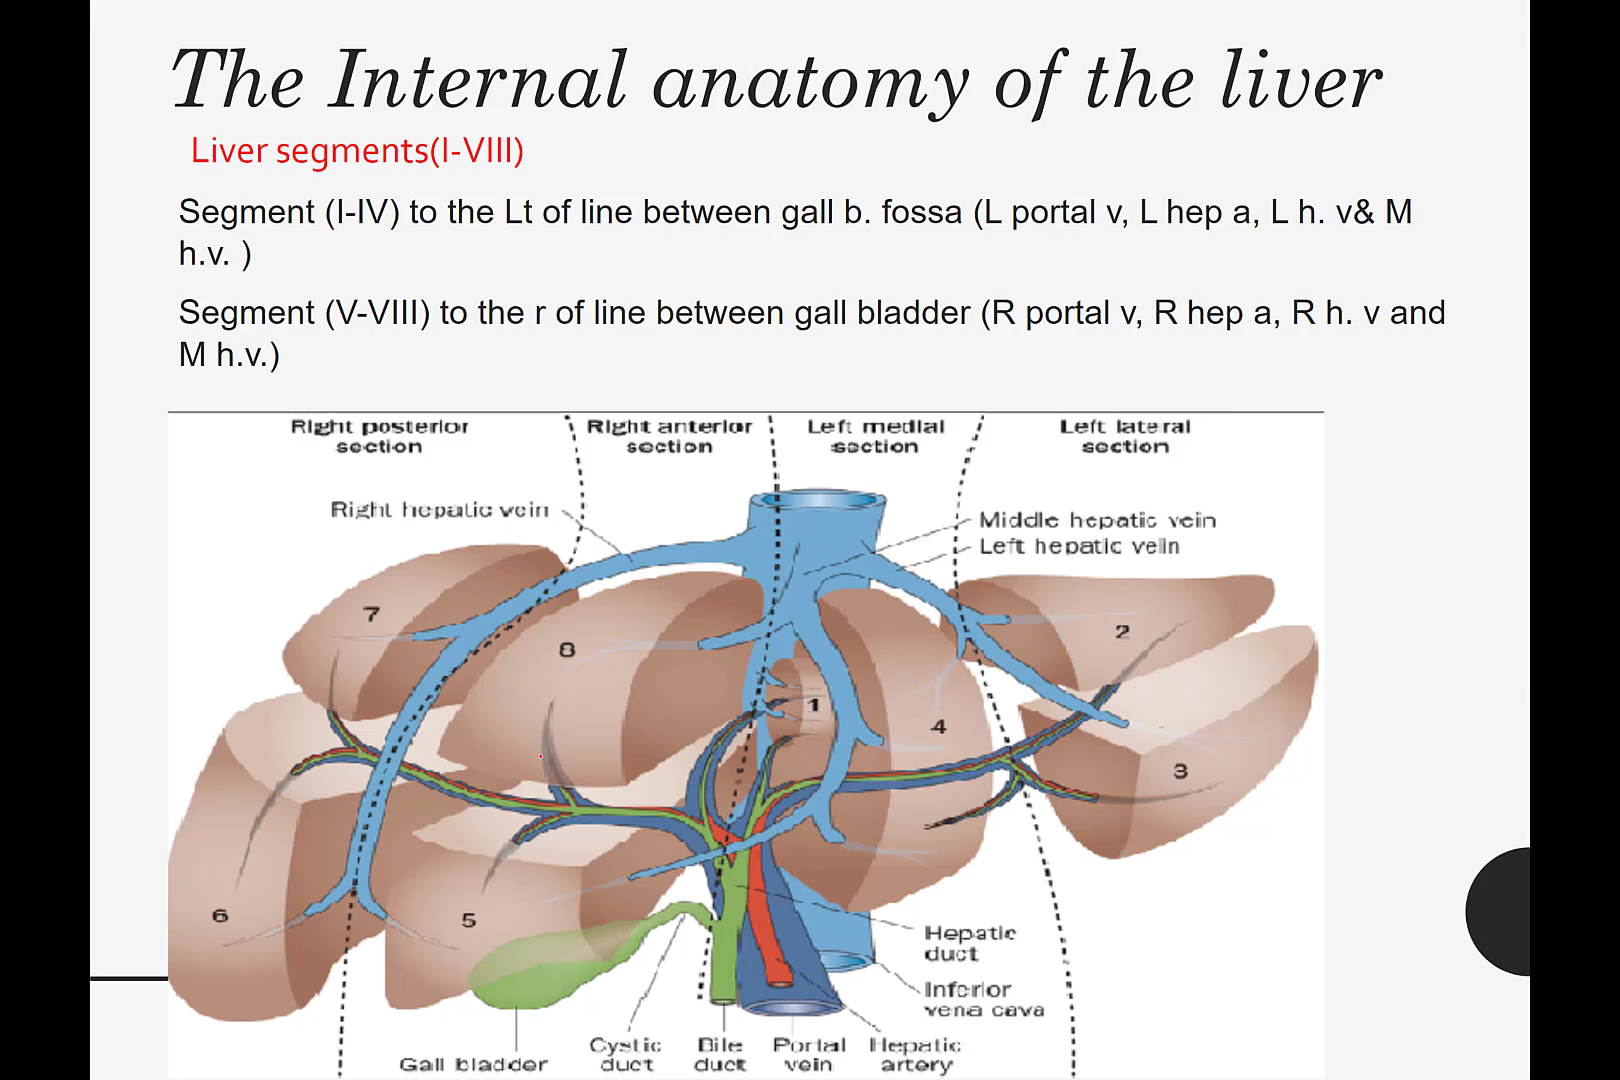 The Internal anatomy of the liver
Liver segments(I-VIII)
Segment (I-IV) to the Lt of line between gall b. fossa (L portal v, L hep a, L h. v& M
h.v. )
Segment (V-VIII) to the r of line between gall bladder (R portal v, R hep a, R h. v and
M h.v.)
Right posterior
section
Right anterior
section
Left medial
section
Left lateral
section
Right hepatic vein
Middle hepatic vein
Left hepatic vein
7
8
2
1
4
3
6
5
Hepatic
duct
Inferior
vena cava
Gall bladder
Cystic
duct
Bile
duct
Portal
vein
Hepatic
artery